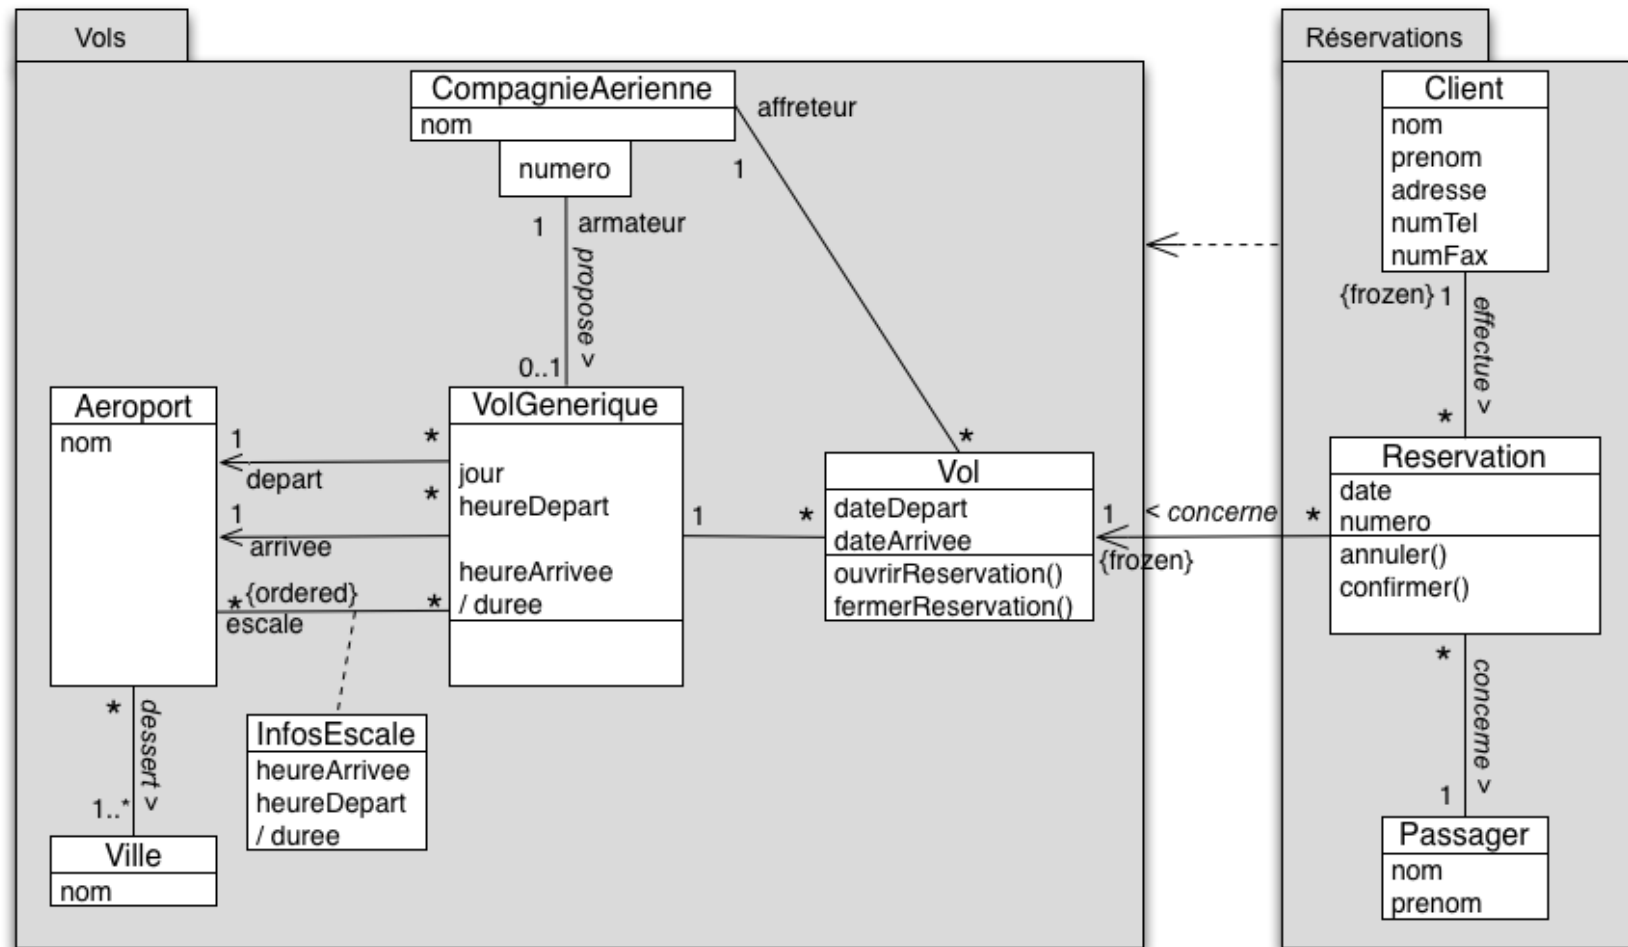 Vols
CompagnieAerienne
nom
numero
affreteur
1
1
armateur
propose >
0..1
Aeroport
nom
VolGenerique
jour
heureDepart
heureArrivee
/ duree
1
*
depart
*
1
arrivee
{ordered}
*
*
escale
1
*
Vol
*
dateDepart
dateArrivee
ouvrirReservation()
fermerReservation()
InfosEscale
heureArrivee
heureDepart
/ duree
*
dessert >
1..*
Ville
nom
Réservations
Client
nom
prenom
adresse
numTel
numFax
{frozen} 1
effectue >
*
Reservation
date
numero
annuler()
confirmer()
1
< concerne
*
{frozen}
*
concerne >
1
Passager
nom
prenom